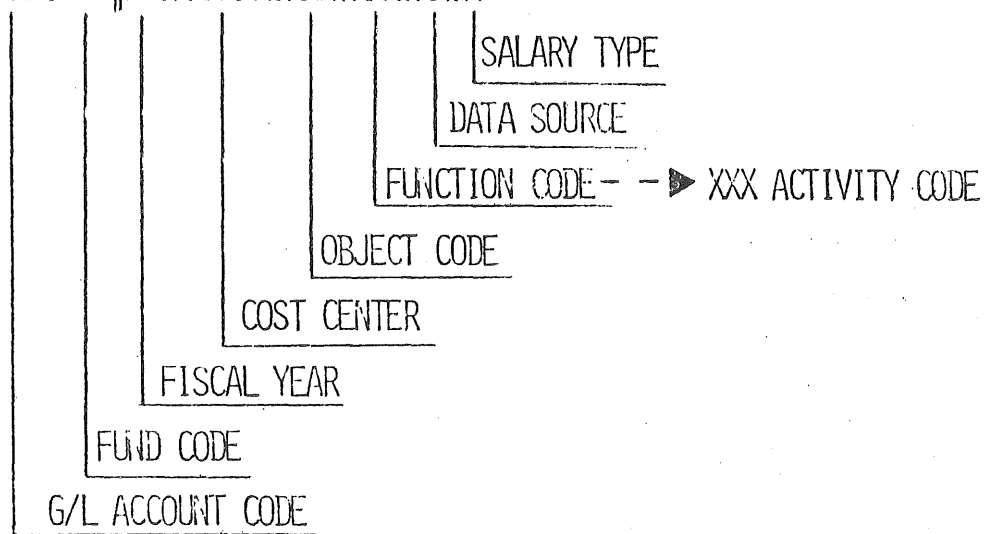 SALARY TYPE
DATA SOURCE
FUNCTION CODE - - ▶ XXX ACTIVITY CODE
OBJECT CODE
COST CENTER
FISCAL YEAR
FUND CODE
G/L ACCOUNT CODE